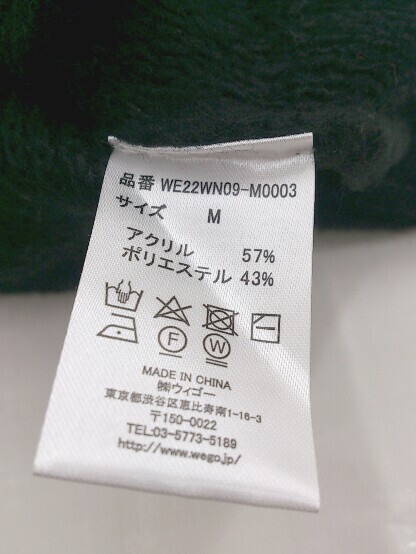 品番 WE22WN09-M0003
サイズ M
アクリル 57%
ポリエステル 43%
F W
MADE IN CHINA
㈱ウィゴー
東京都渋谷区恵比寿南1-16-3
〒150-0022
TEL:03-5773-5189
http://www.wego.jp/